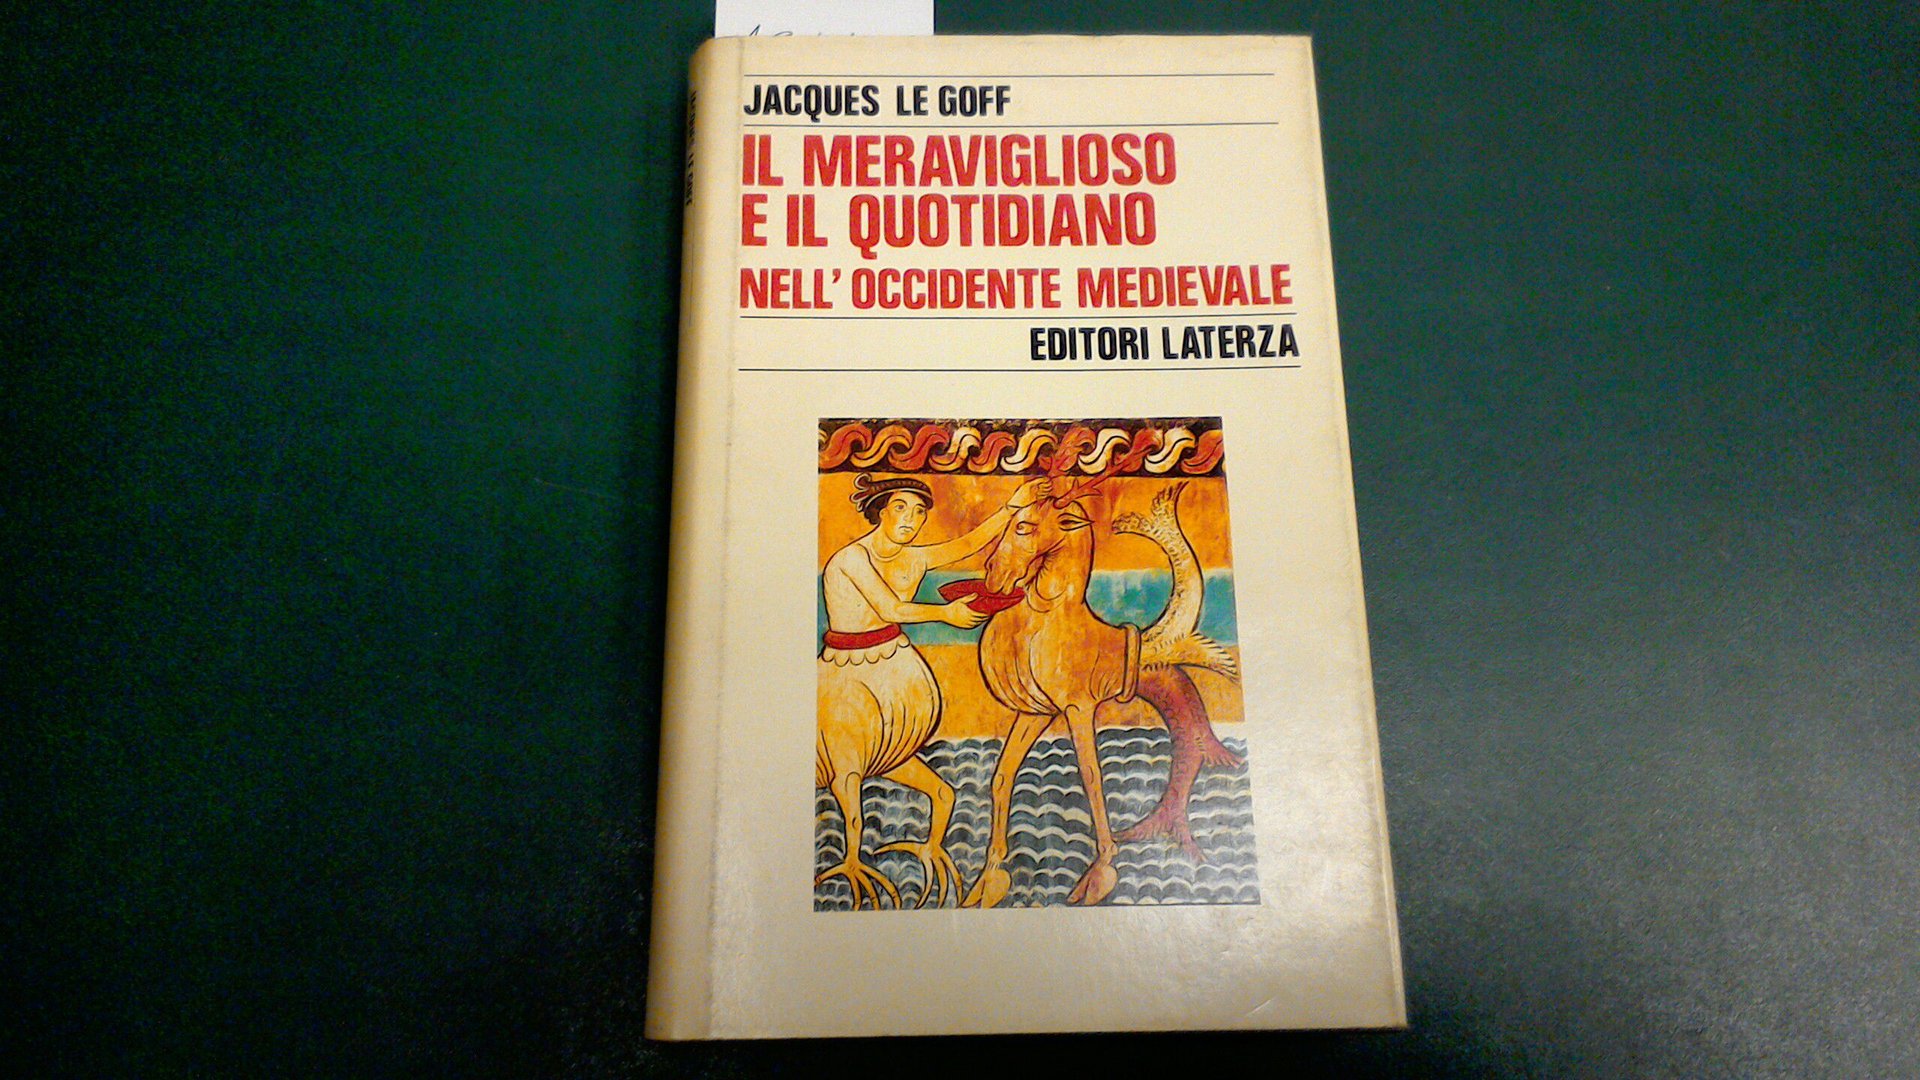 JACQUES LE GOFF
IL MERAVIGLIOSO
E IL QUOTIDIANO
NELL' OCCIDENTE MEDIEVALE
EDITORI LATERZA